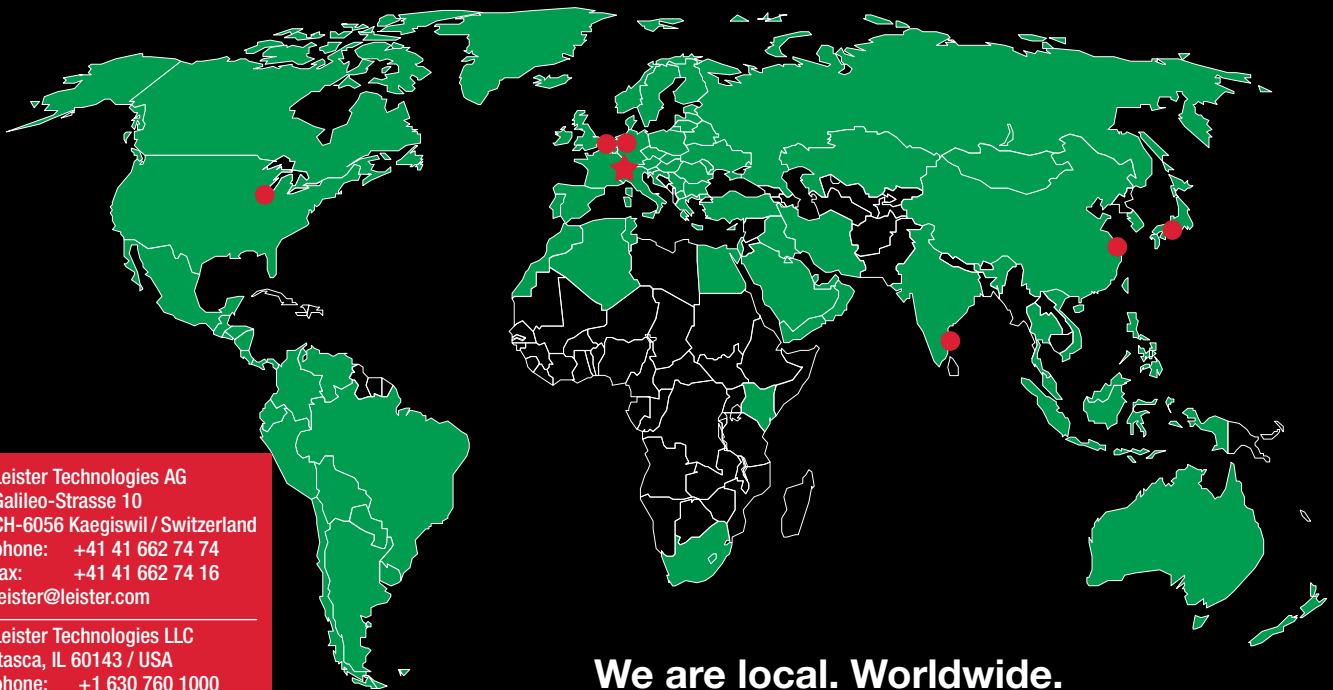 Leister Technologies AG
Galileo-Strasse 10
CH-6056 Kaegiswil / Switzerland
phone: +41 41 662 74 74
fax: +41 41 662 74 16
leister@leister.com
Leister Technologies LLC
Itasca, IL 60143 / USA
phone: +1 630 760 1000
We are local. Worldwide.